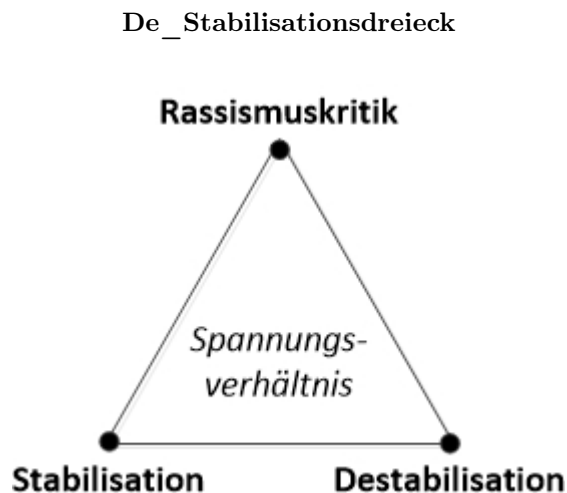 De_Stabilisationsdreieck
Rassismuskritik
Spannungs-
verhältnis
Stabilisation Destabilisation